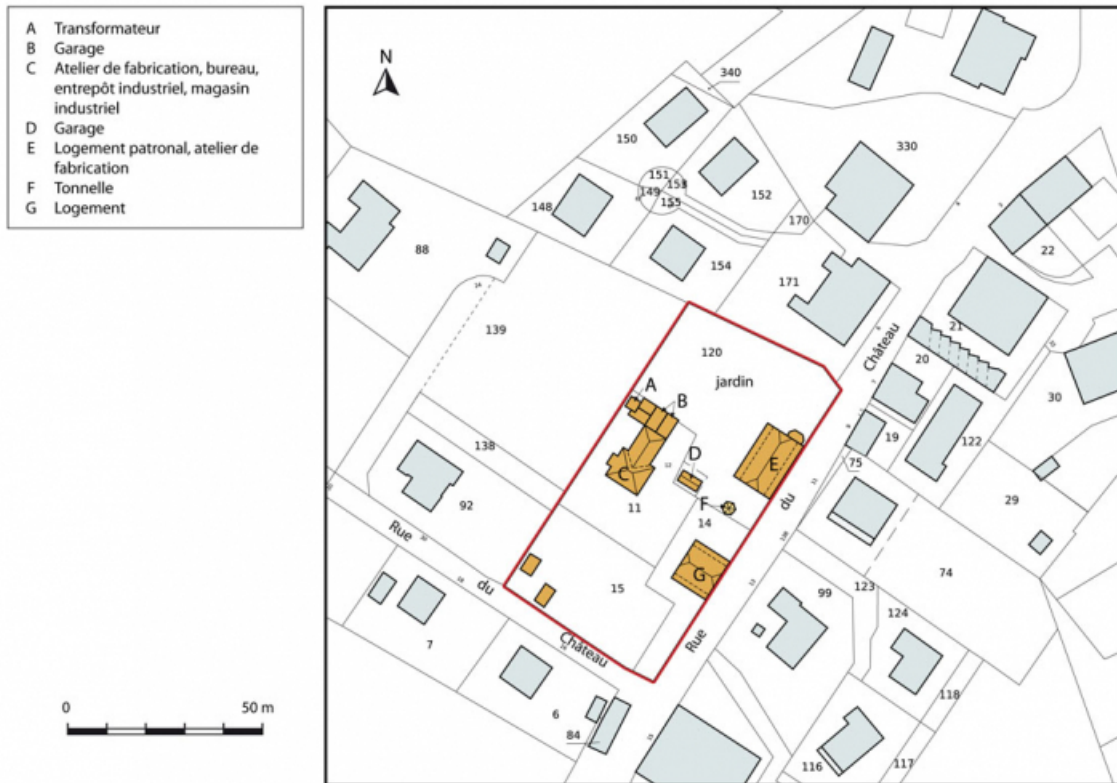 A Transformateur
B Garage
C Atelier de fabrication, bureau,
entrepôt industriel, magasin
industriel
D Garage
E Logement patronal, atelier de
fabrication
F Tonnelle
G Logement
0 50 m
N
340
150
330
151
153
149
155
152
148
170
22
88
154
171
139
21
120
Château
20
jardin
30
A
B
138
19
122
D
E
75
C
12
92
F
du
29
11
14
Rue
G
74
15
99
123
du
124
Rue
7
Château
118
6
84
116
117